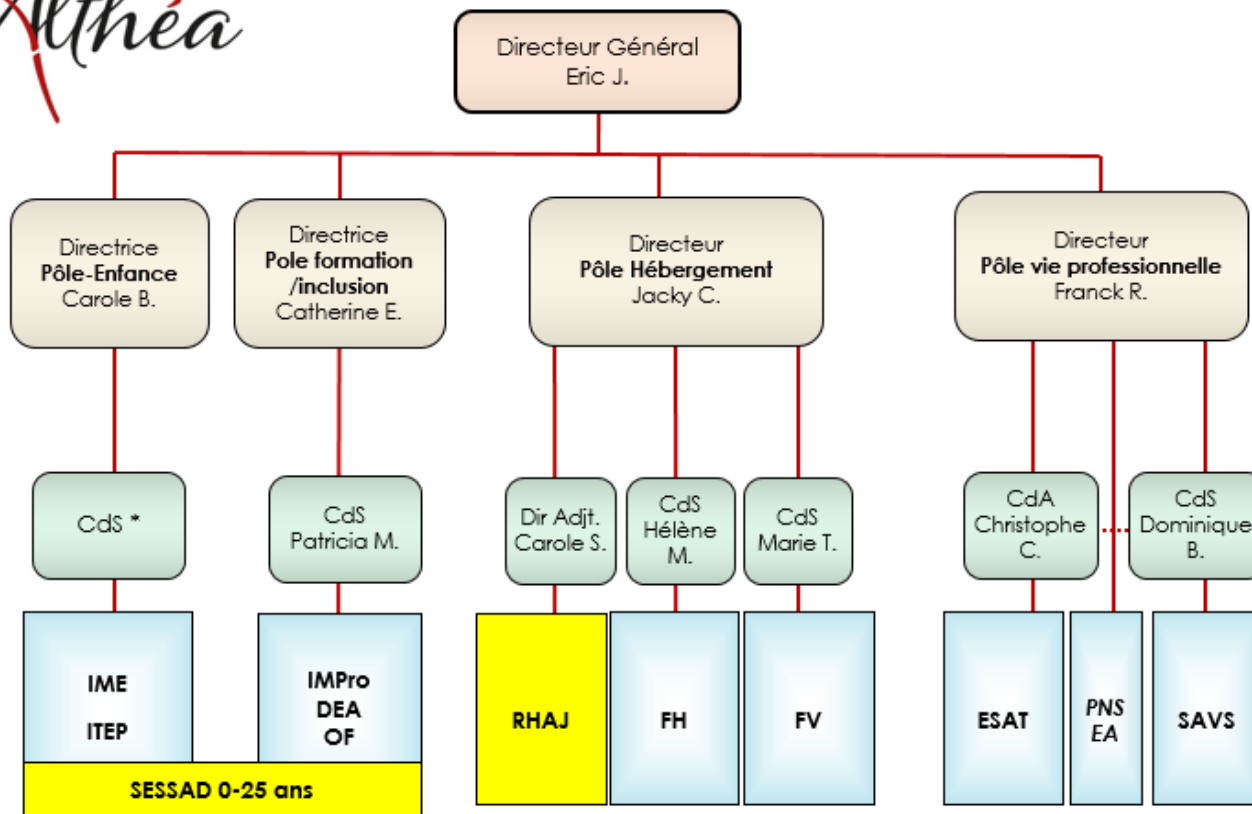 Althéa
Directeur Général
Eric J.
Directrice
Pôle-Enfance
Carole B.
Directrice
Pole formation
/inclusion
Catherine E.
Directeur
Pôle Hébergement
Jacky C.
Directeur
Pôle vie professionnelle
Franck R.
CdS *
CdS
Patricia M.
Dir Adjt.
Carole S.
CdS
Hélène
M.
CdS
Marie T.
CdA
Christophe
C.
CdS
Dominique
B.
IME
ITEP
IMPro
DEA
OF
SESSAD 0-25 ans
RHAJ
FH
FV
ESAT
PNS
EA
SAVS